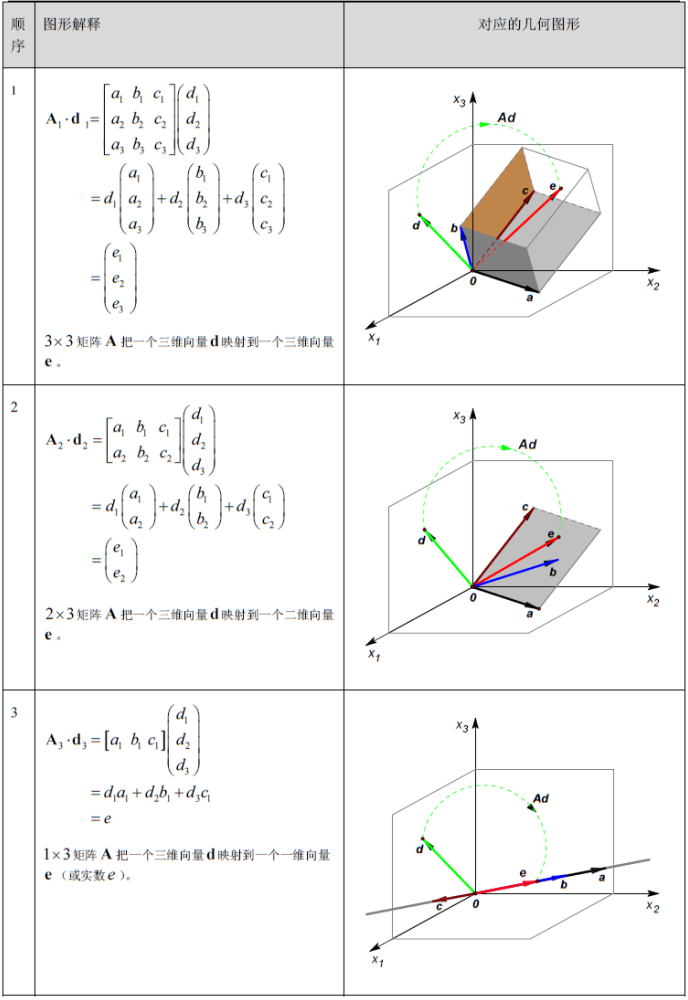 顺序 图形解释 对应的几何图形
1
A₁·d₁= [a₁ b₁ c₁; a₂ b₂ c₂; a₃ b₃ c₃] (d₁; d₂; d₃)
= d₁(a₁; a₂; a₃) + d₂(b₁; b₂; b₃) + d₃(c₁; c₂; c₃)
= (e₁; e₂; e₃)
3×3矩阵 A 把一个三维向量 d 映射到一个三维向量
e 。
x₃
Ad
c
e
d
b
0
a
x₂
x₁
2
A₂·d₂ = [a₁ b₁ c₁; a₂ b₂ c₂] (d₁; d₂; d₃)
= d₁(a₁; a₂) + d₂(b₁; b₂) + d₃(c₁; c₂)
= (e₁; e₂)
2×3矩阵 A 把一个三维向量 d 映射到一个二维向量
e 。
x₃
Ad
c
e
d
b
0
a
x₂
x₁
3
A₃·d₃ = [a₁ b₁ c₁] (d₁; d₂; d₃)
= d₁a₁ + d₂b₁ + d₃c₁
= e
1×3矩阵 A 把一个三维向量 d 映射到一个一维向量
e （或实数 e ）。
x₃
Ad
d
e
b
a
c
0
x₂
x₁